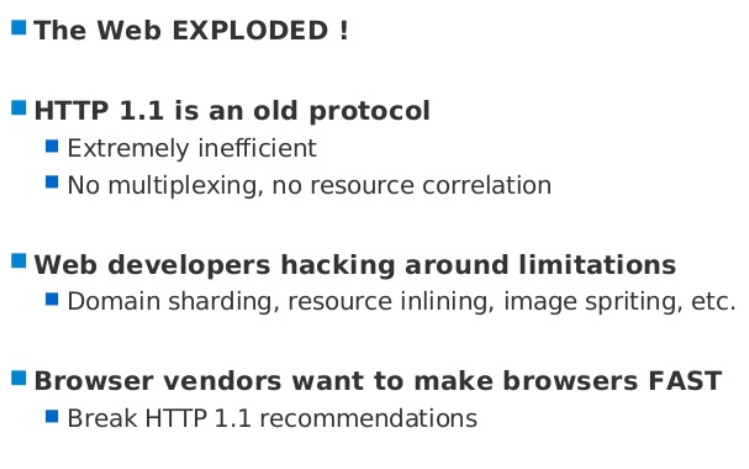 The Web EXPLODED !
HTTP 1.1 is an old protocol
Extremely inefficient
No multiplexing, no resource correlation
Web developers hacking around limitations
Domain sharding, resource inlining, image spriting, etc.
Browser vendors want to make browsers FAST
Break HTTP 1.1 recommendations